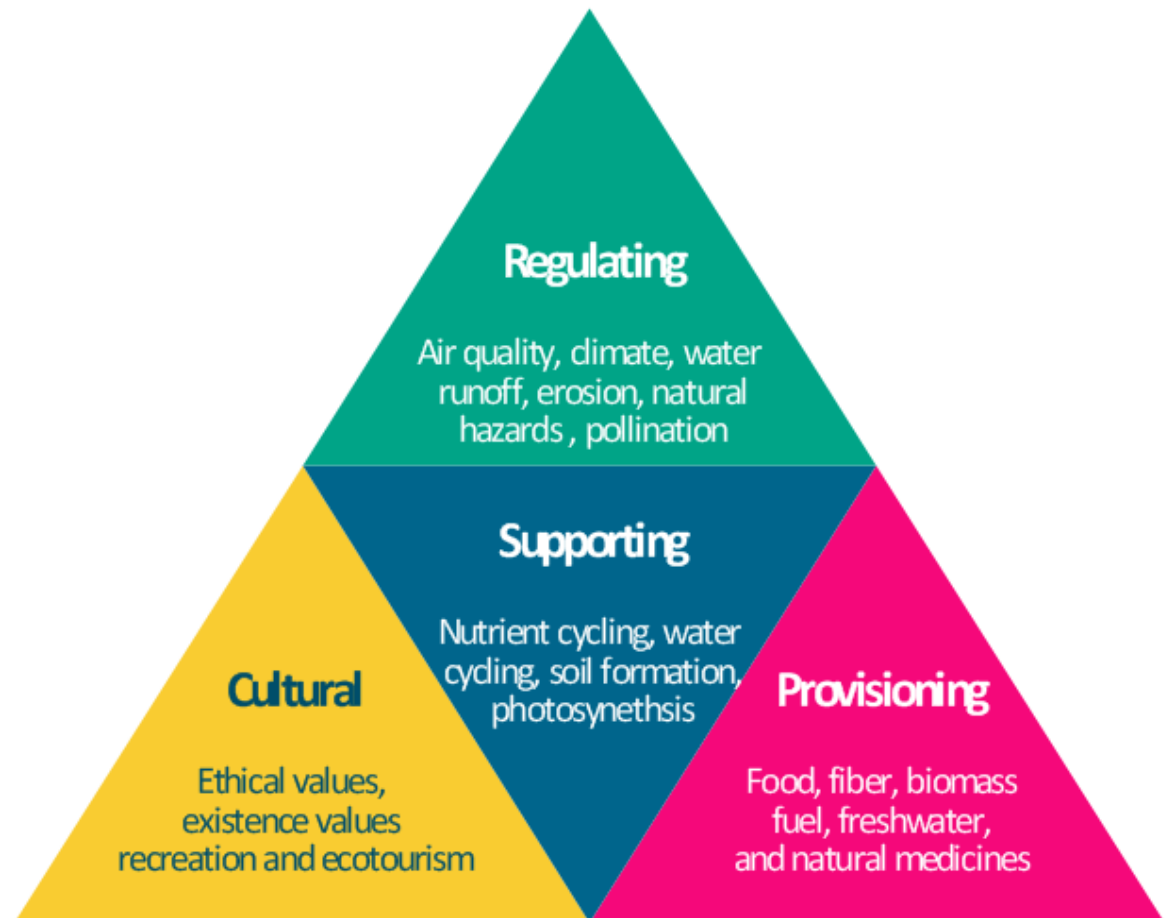 Regulating
Air quality, climate, water
runoff, erosion, natural
hazards , pollination
Supporting
Nutrient cycling, water
cycling, soil formation,
photosynethsis
Cultural
Ethical values,
existence values
recreation and ecotourism
Provisioning
Food, fiber, biomass
fuel, freshwater,
and natural medicines